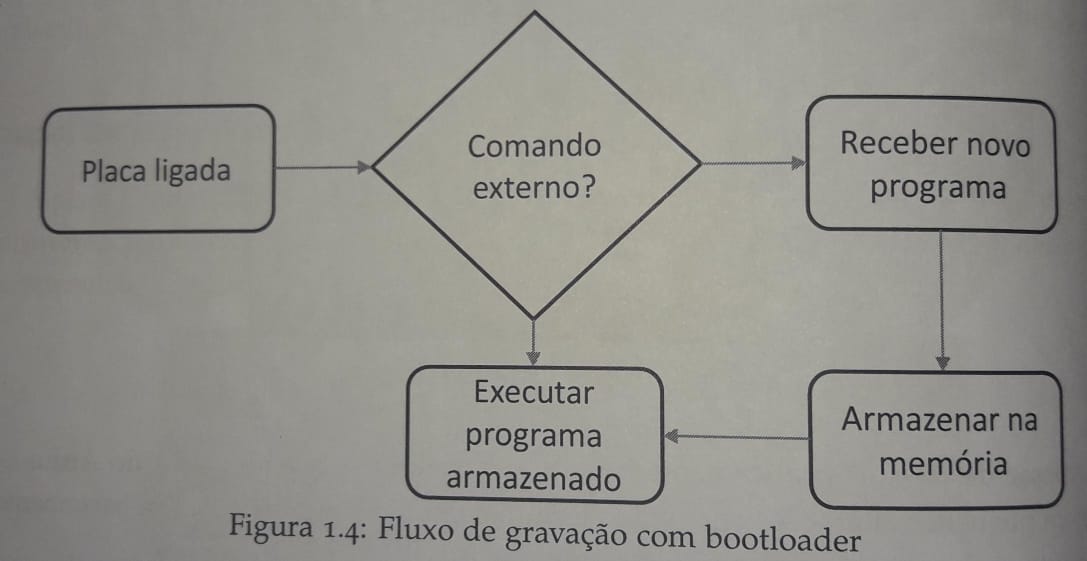 Placa ligada
Comando
externo?
Receber novo
programa
Executar
programa
armazenado
Armazenar na
memória
Figura 1.4: Fluxo de gravação com bootloader